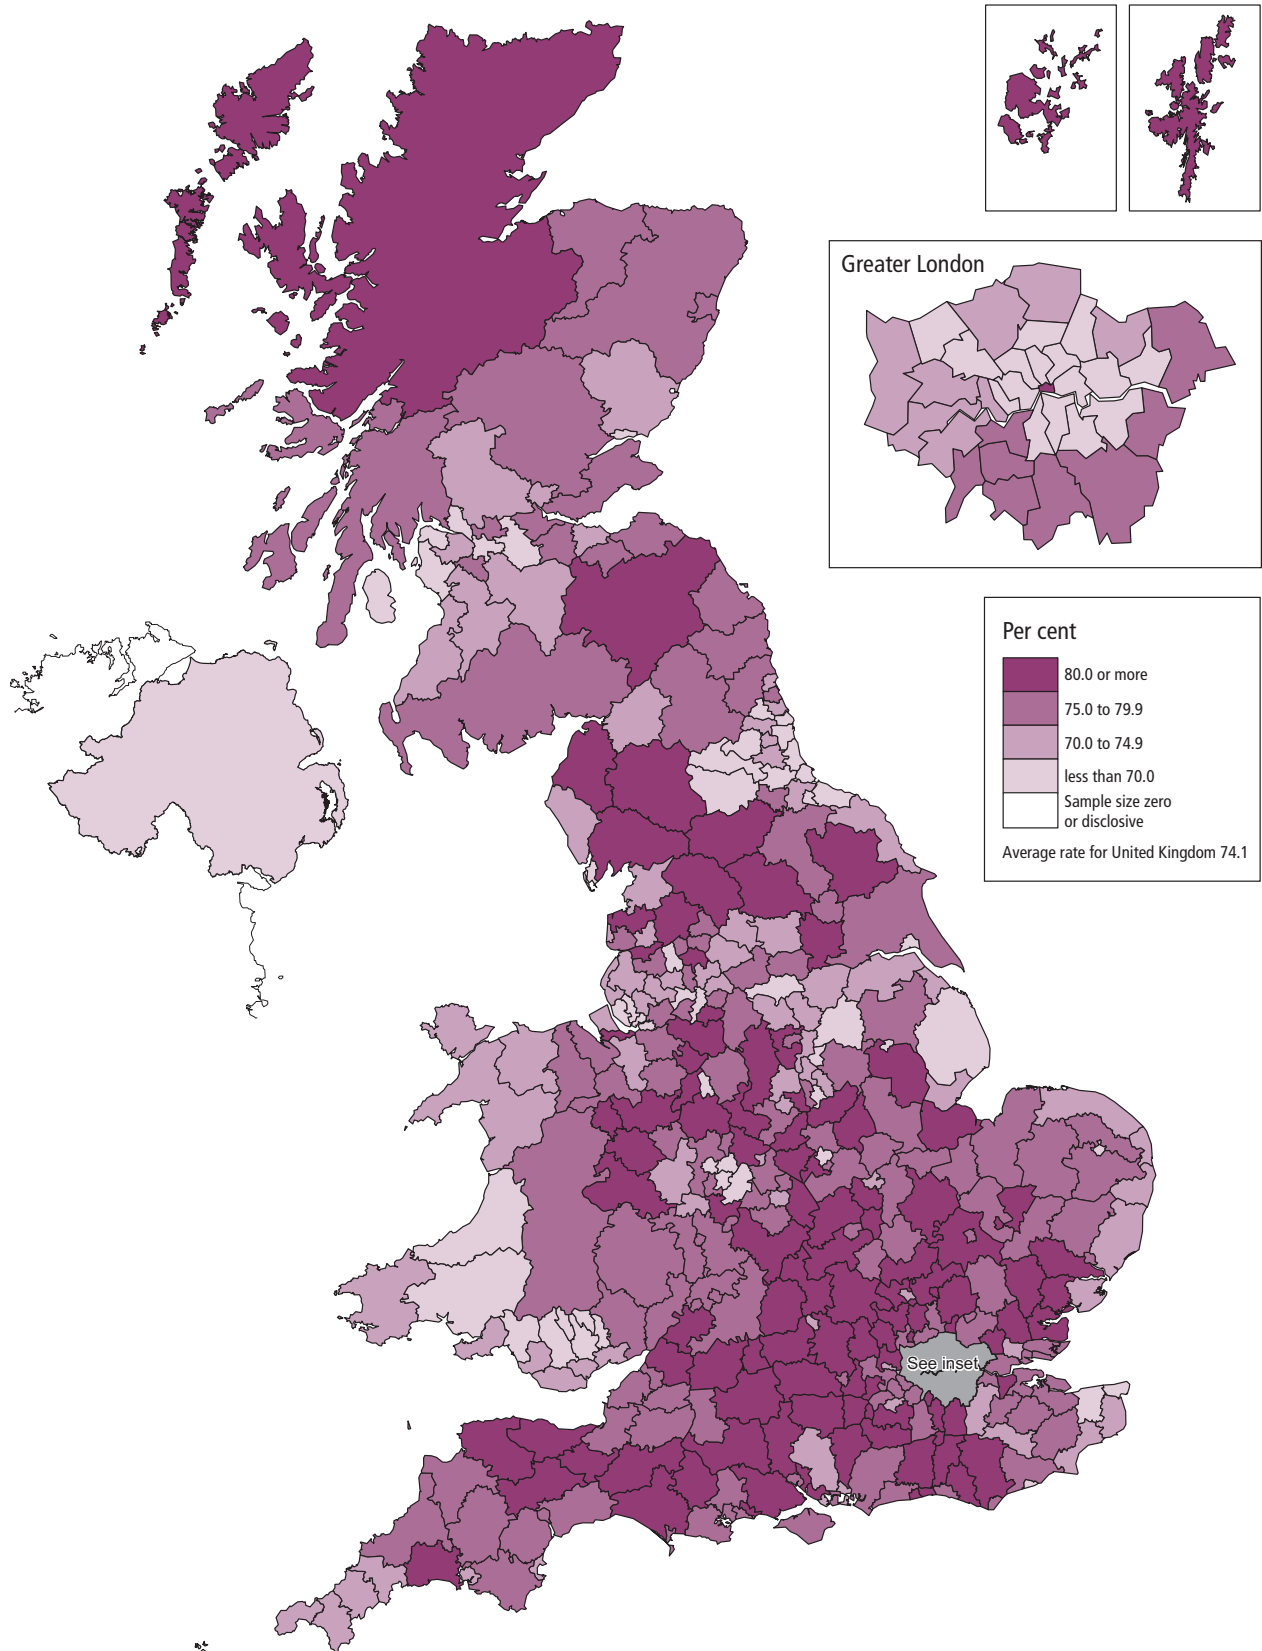 Greater London
Per cent
80.0 or more
75.0 to 79.9
70.0 to 74.9
less than 70.0
Sample size zero
or disclosive
Average rate for United Kingdom 74.1
See inset